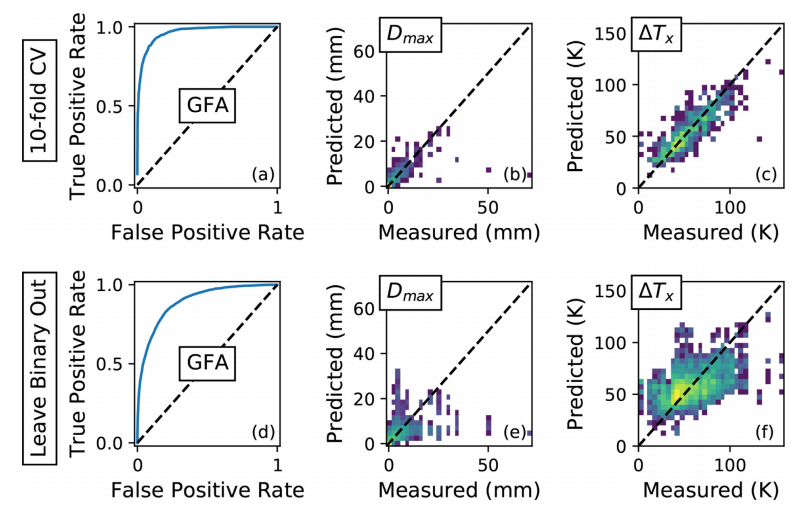 10-fold CV
True Positive Rate
1.0
0.5
0.0
GFA
(a)
0
1
False Positive Rate
Predicted (mm)
60
40
20
0
D_max
(b)
0
50
Measured (mm)
Predicted (K)
150
100
50
0
ΔT_x
(c)
0
100
Measured (K)
Leave Binary Out
True Positive Rate
1.0
0.5
0.0
GFA
(d)
0
1
False Positive Rate
Predicted (mm)
60
40
20
0
D_max
(e)
0
50
Measured (mm)
Predicted (K)
150
100
50
0
ΔT_x
(f)
0
100
Measured (K)